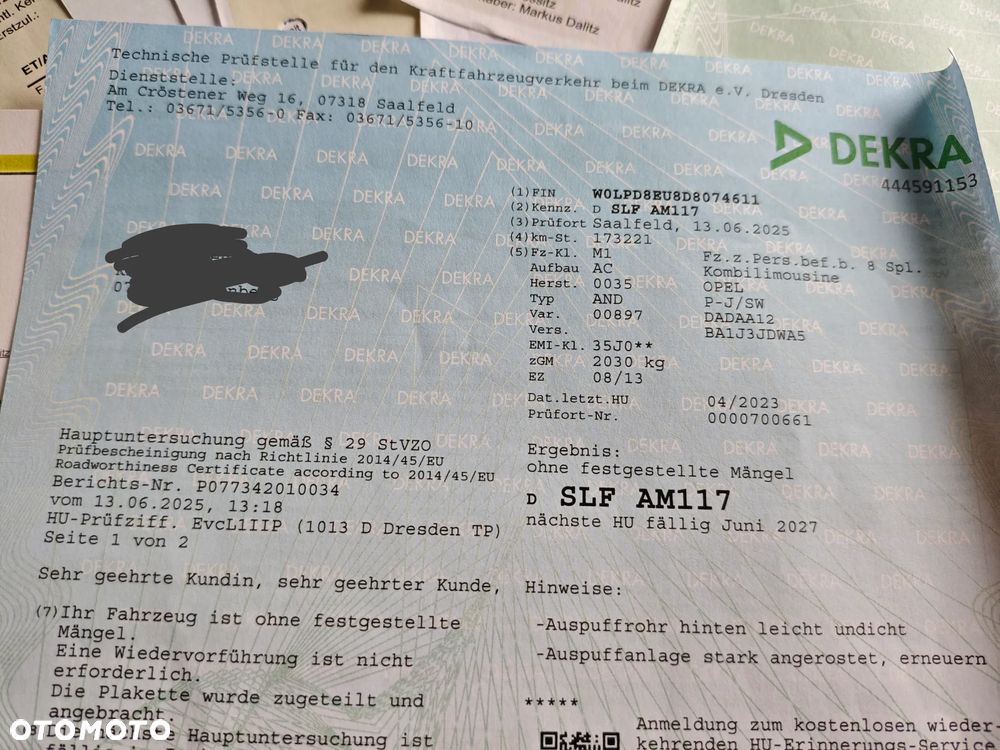 haber: Markus Dalitz
ntl. Ke
erstzul.:
Technische Prüfstelle für den Kraftfahrzeugverkehr beim DEKRA e.V. Dresden
Dienststelle:
Am Cröstener Weg 16, 07318 Saalfeld
Tel.: 03671/5356-0 Fax: 03671/5356-10
DEKRA
444591153
(1) FIN W0LPD8EU8D8074611
(2) Kennz. D SLF AM117
(3) Prüfort Saalfeld, 13.06.2025
(4) km-St. 173221
(5) Fz-Kl. M1 Fz.z.Pers.bef.b. 8 Spl.
Aufbau AC Kombilimousine
Herst. 0035 OPEL
Typ AND P-J/SW
Var. 00897 DADAA12
Vers. BA1J3JDWA5
EMI-Kl. 35J0**
zGM 2030 kg
EZ 08/13
Dat.letzt.HU 04/2023
Prüfort-Nr. 0000700661
Hauptuntersuchung gemäß § 29 StVZO
Prüfbescheinigung nach Richtlinie 2014/45/EU
Roadworthiness Certificate according to 2014/45/EU
Berichts-Nr. P077342010034
vom 13.06.2025, 13:18
HU-Prüfziff. EvcL1IIP (1013 D Dresden TP)
Seite 1 von 2
Ergebnis:
ohne festgestellte Mängel
D SLF AM117
nächste HU fällig Juni 2027
Sehr geehrte Kundin, sehr geehrter Kunde,
(7) Ihr Fahrzeug ist ohne festgestellte
Mängel.
Eine Wiedervorführung ist nicht
erforderlich.
Die Plakette wurde zugeteilt und
angebracht.
Die nächste Hauptuntersuchung ist
Hinweise:
-Auspuffrohr hinten leicht undicht
-Auspuffanlage stark angerostet, erneuern
*****
Anmeldung zum kostenlosen wieder-
kehrenden HU-Erinnerungsservice
OTOMOTO